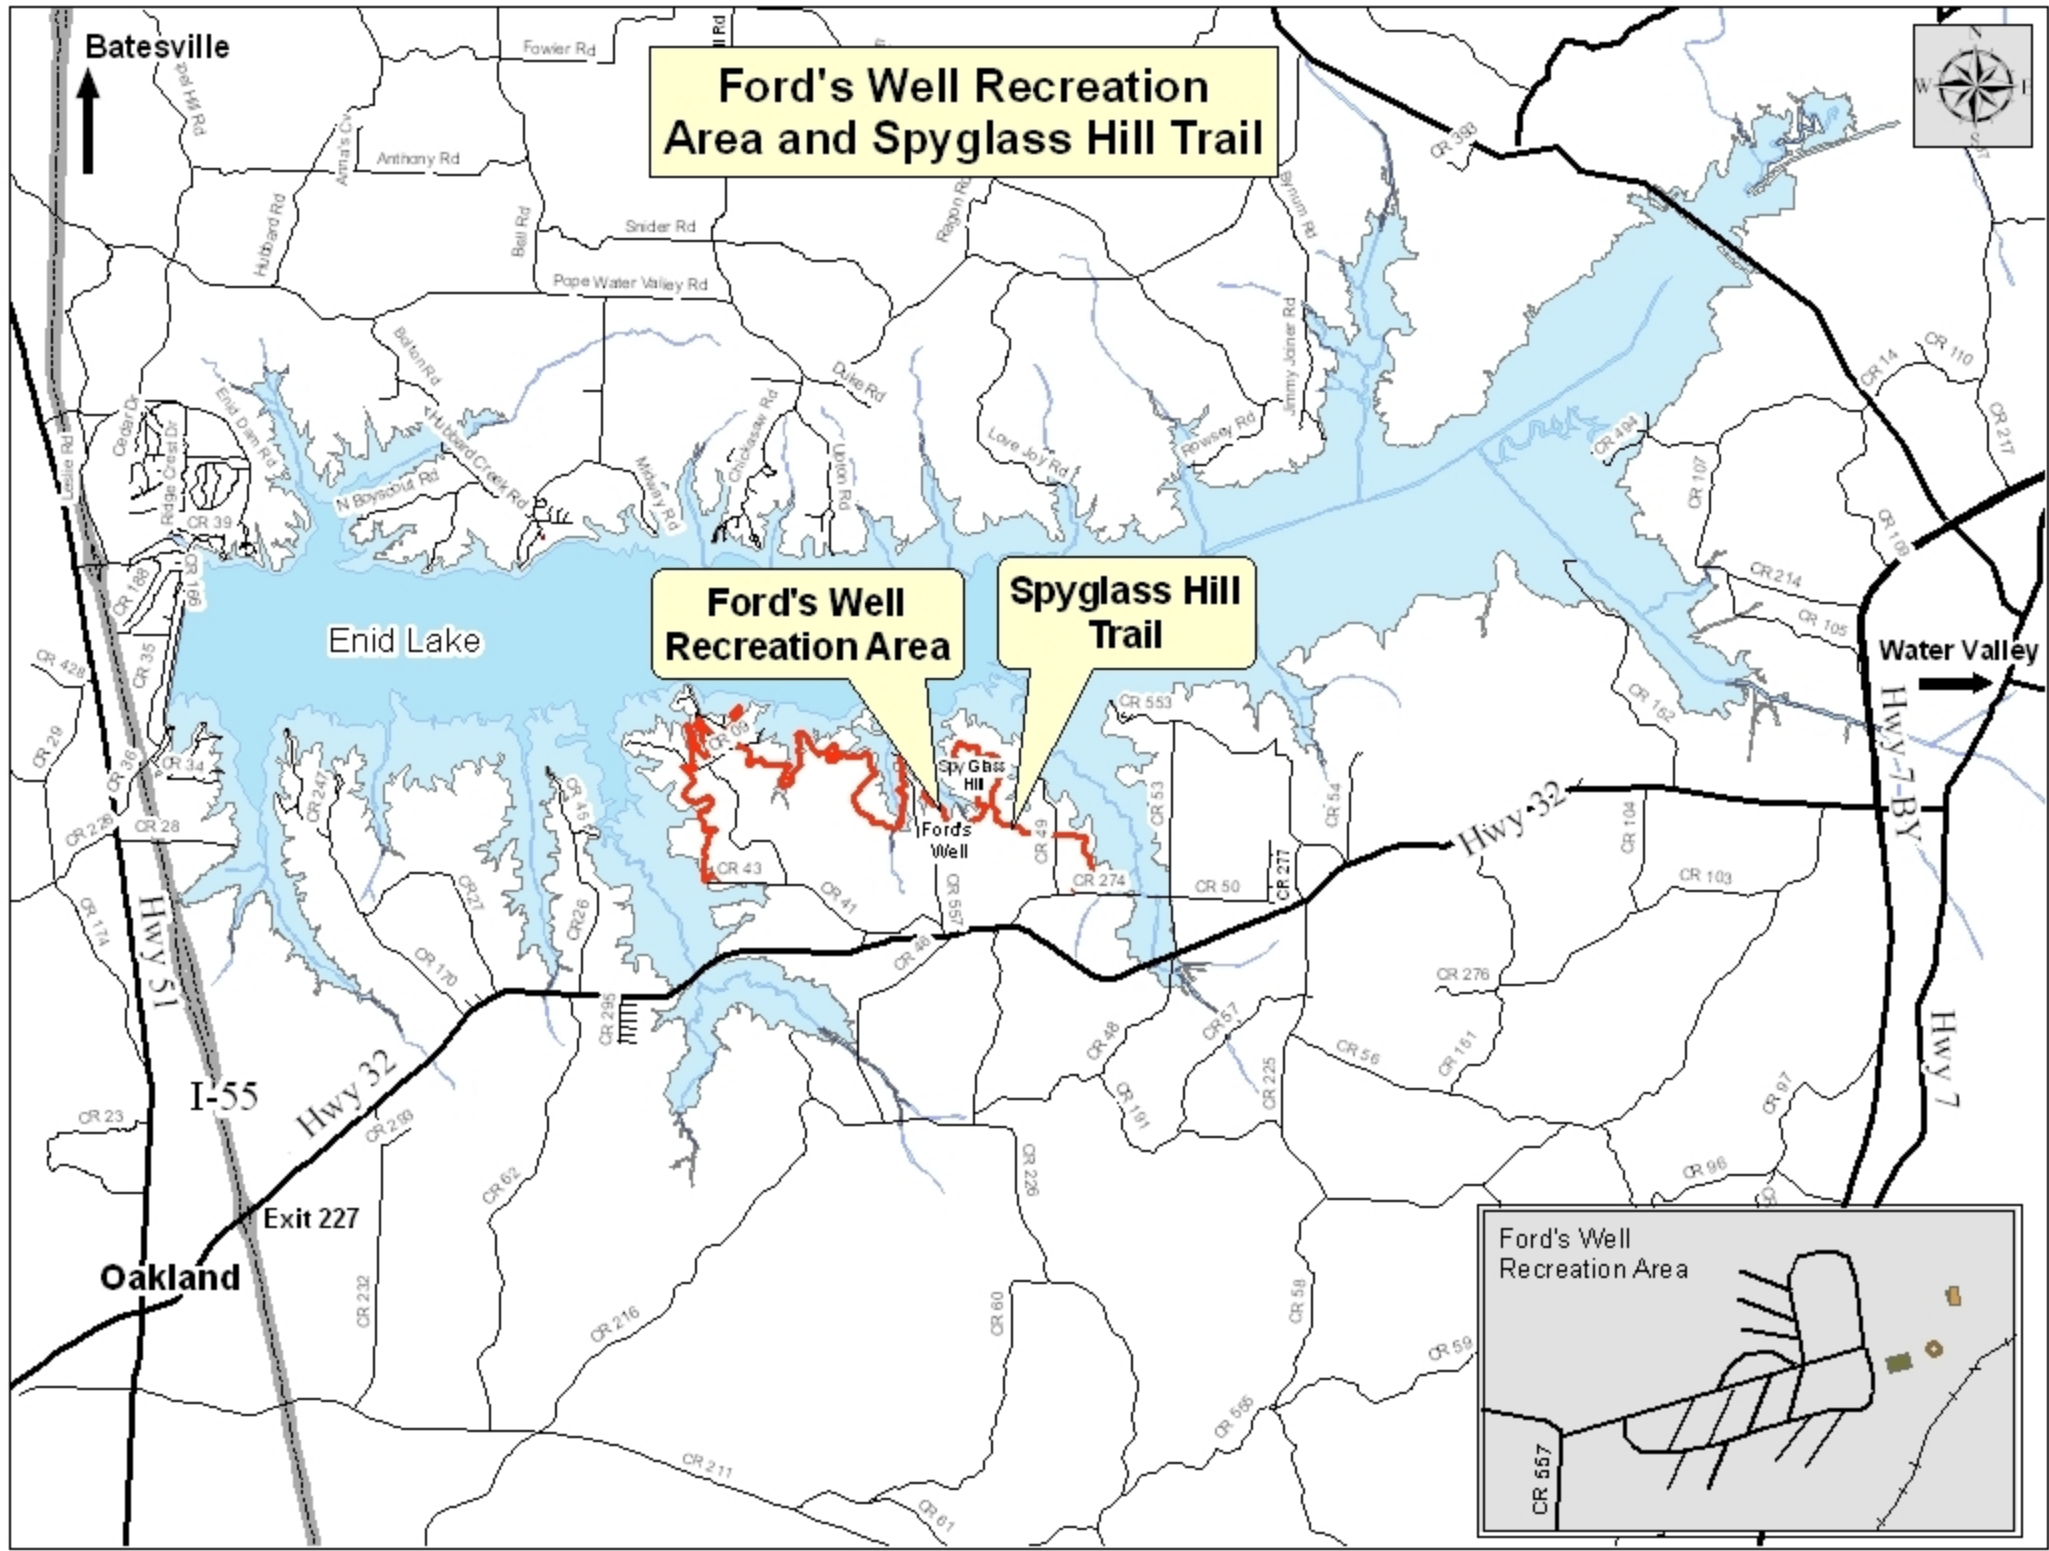 Batesville
Fowler Rd
Ford's Well Recreation
Area and Spyglass Hill Trail
N
W
S
CR 393
Anna's Cv
Anthony Rd
Hubbard Rd
Ball Rd
Snider Rd
Ragon Rd
Bynum Rd
Pope Water Valley Rd
Bolton Rd
Duke Rd
Jimmy Joiner Rd
CR 14
CR 110
CR 217
Leslie Rd
Cedar Dr
Ridge Crest Dr
Enid Dam Rd
Hubbard Creek Rd
N Boyscout Rd
Midway Rd
Chickasaw Rd
Upton Rd
Love Joy Rd
Rowsey Rd
CR 494
CR 107
CR 109
CR 39
CR 188
CR 166
CR 214
CR 105
Enid Lake
Ford's Well
Recreation Area
Spyglass Hill
Trail
Water Valley
CR 428
CR 35
CR 29
CR 36
CR 34
CR 247
CR 45
CR 09
Spy Glass
Hill
CR 553
CR 53
CR 54
CR 152
Hwy-7-BY
Hwy-32
CR 104
CR 28
Ford's
Well
CR 49
CR 43
CR 274
CR 50
CR 277
CR 103
CR 174
Hwy 51
CR27
CR26
CR 41
CR 557
CR 46
CR 170
CR 276
CR 295
CR 48
CR 57
CR 56
CR 151
CR 225
CR 191
CR 97
Hwy 7
I-55
Hwy 32
CR 23
CR 293
CR 62
CR 226
CR 96
Exit 227
Oakland
CR 232
CR 216
CR 60
CR 58
CR 59
CR 565
CR 211
CR 61
Ford's Well
Recreation Area
CR 557